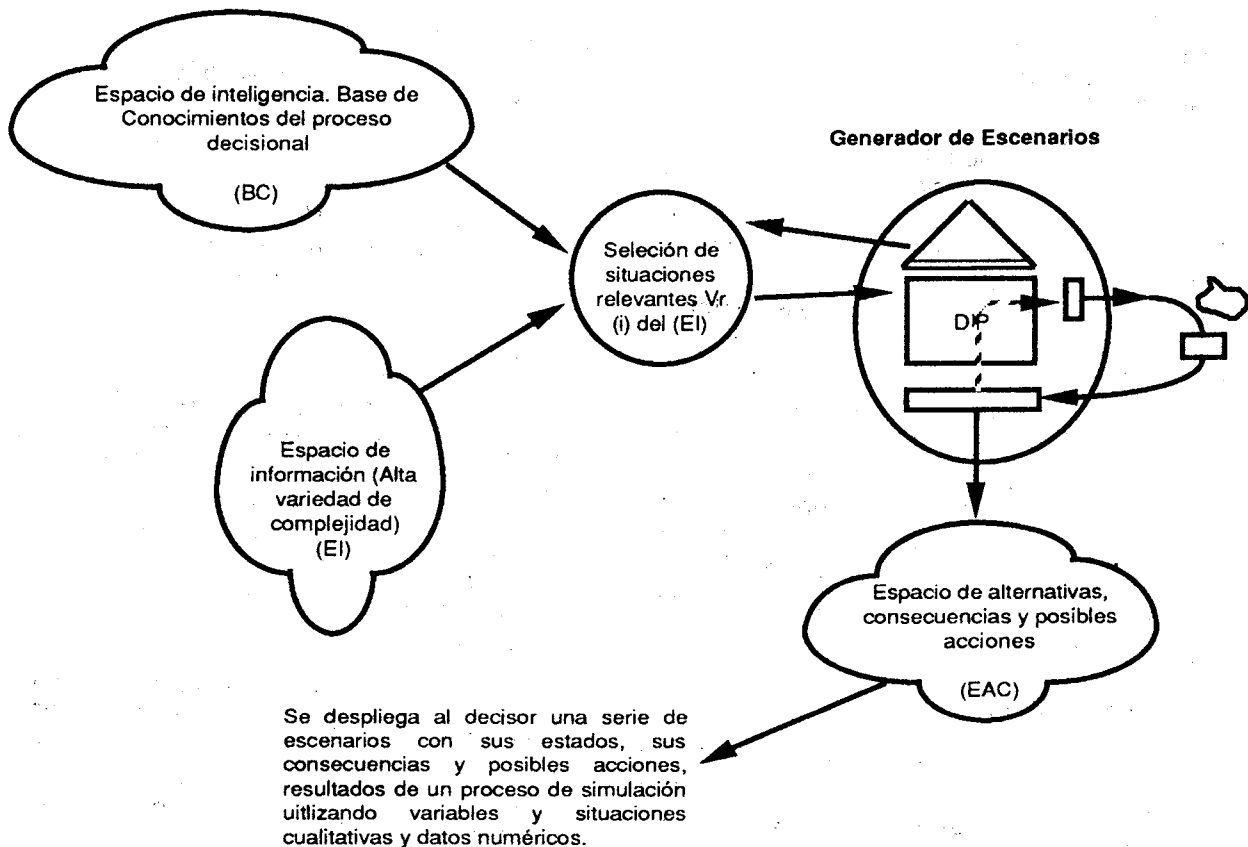 Espacio de inteligencia. Base de
Conocimientos del proceso
decisional
(BC)
Generador de Escenarios
Seleción de
situaciones
relevantes Vr.
(i) del (EI)
DIP
Espacio de
información (Alta
variedad de
complejidad)
(EI)
Espacio de alternativas,
consecuencias y posibles
acciones
(EAC)
Se despliega al decisor una serie de
escenarios con sus estados, sus
consecuencias y posibles acciones,
resultados de un proceso de simulación
uitlizando variables y situaciones
cualitativas y datos numéricos.